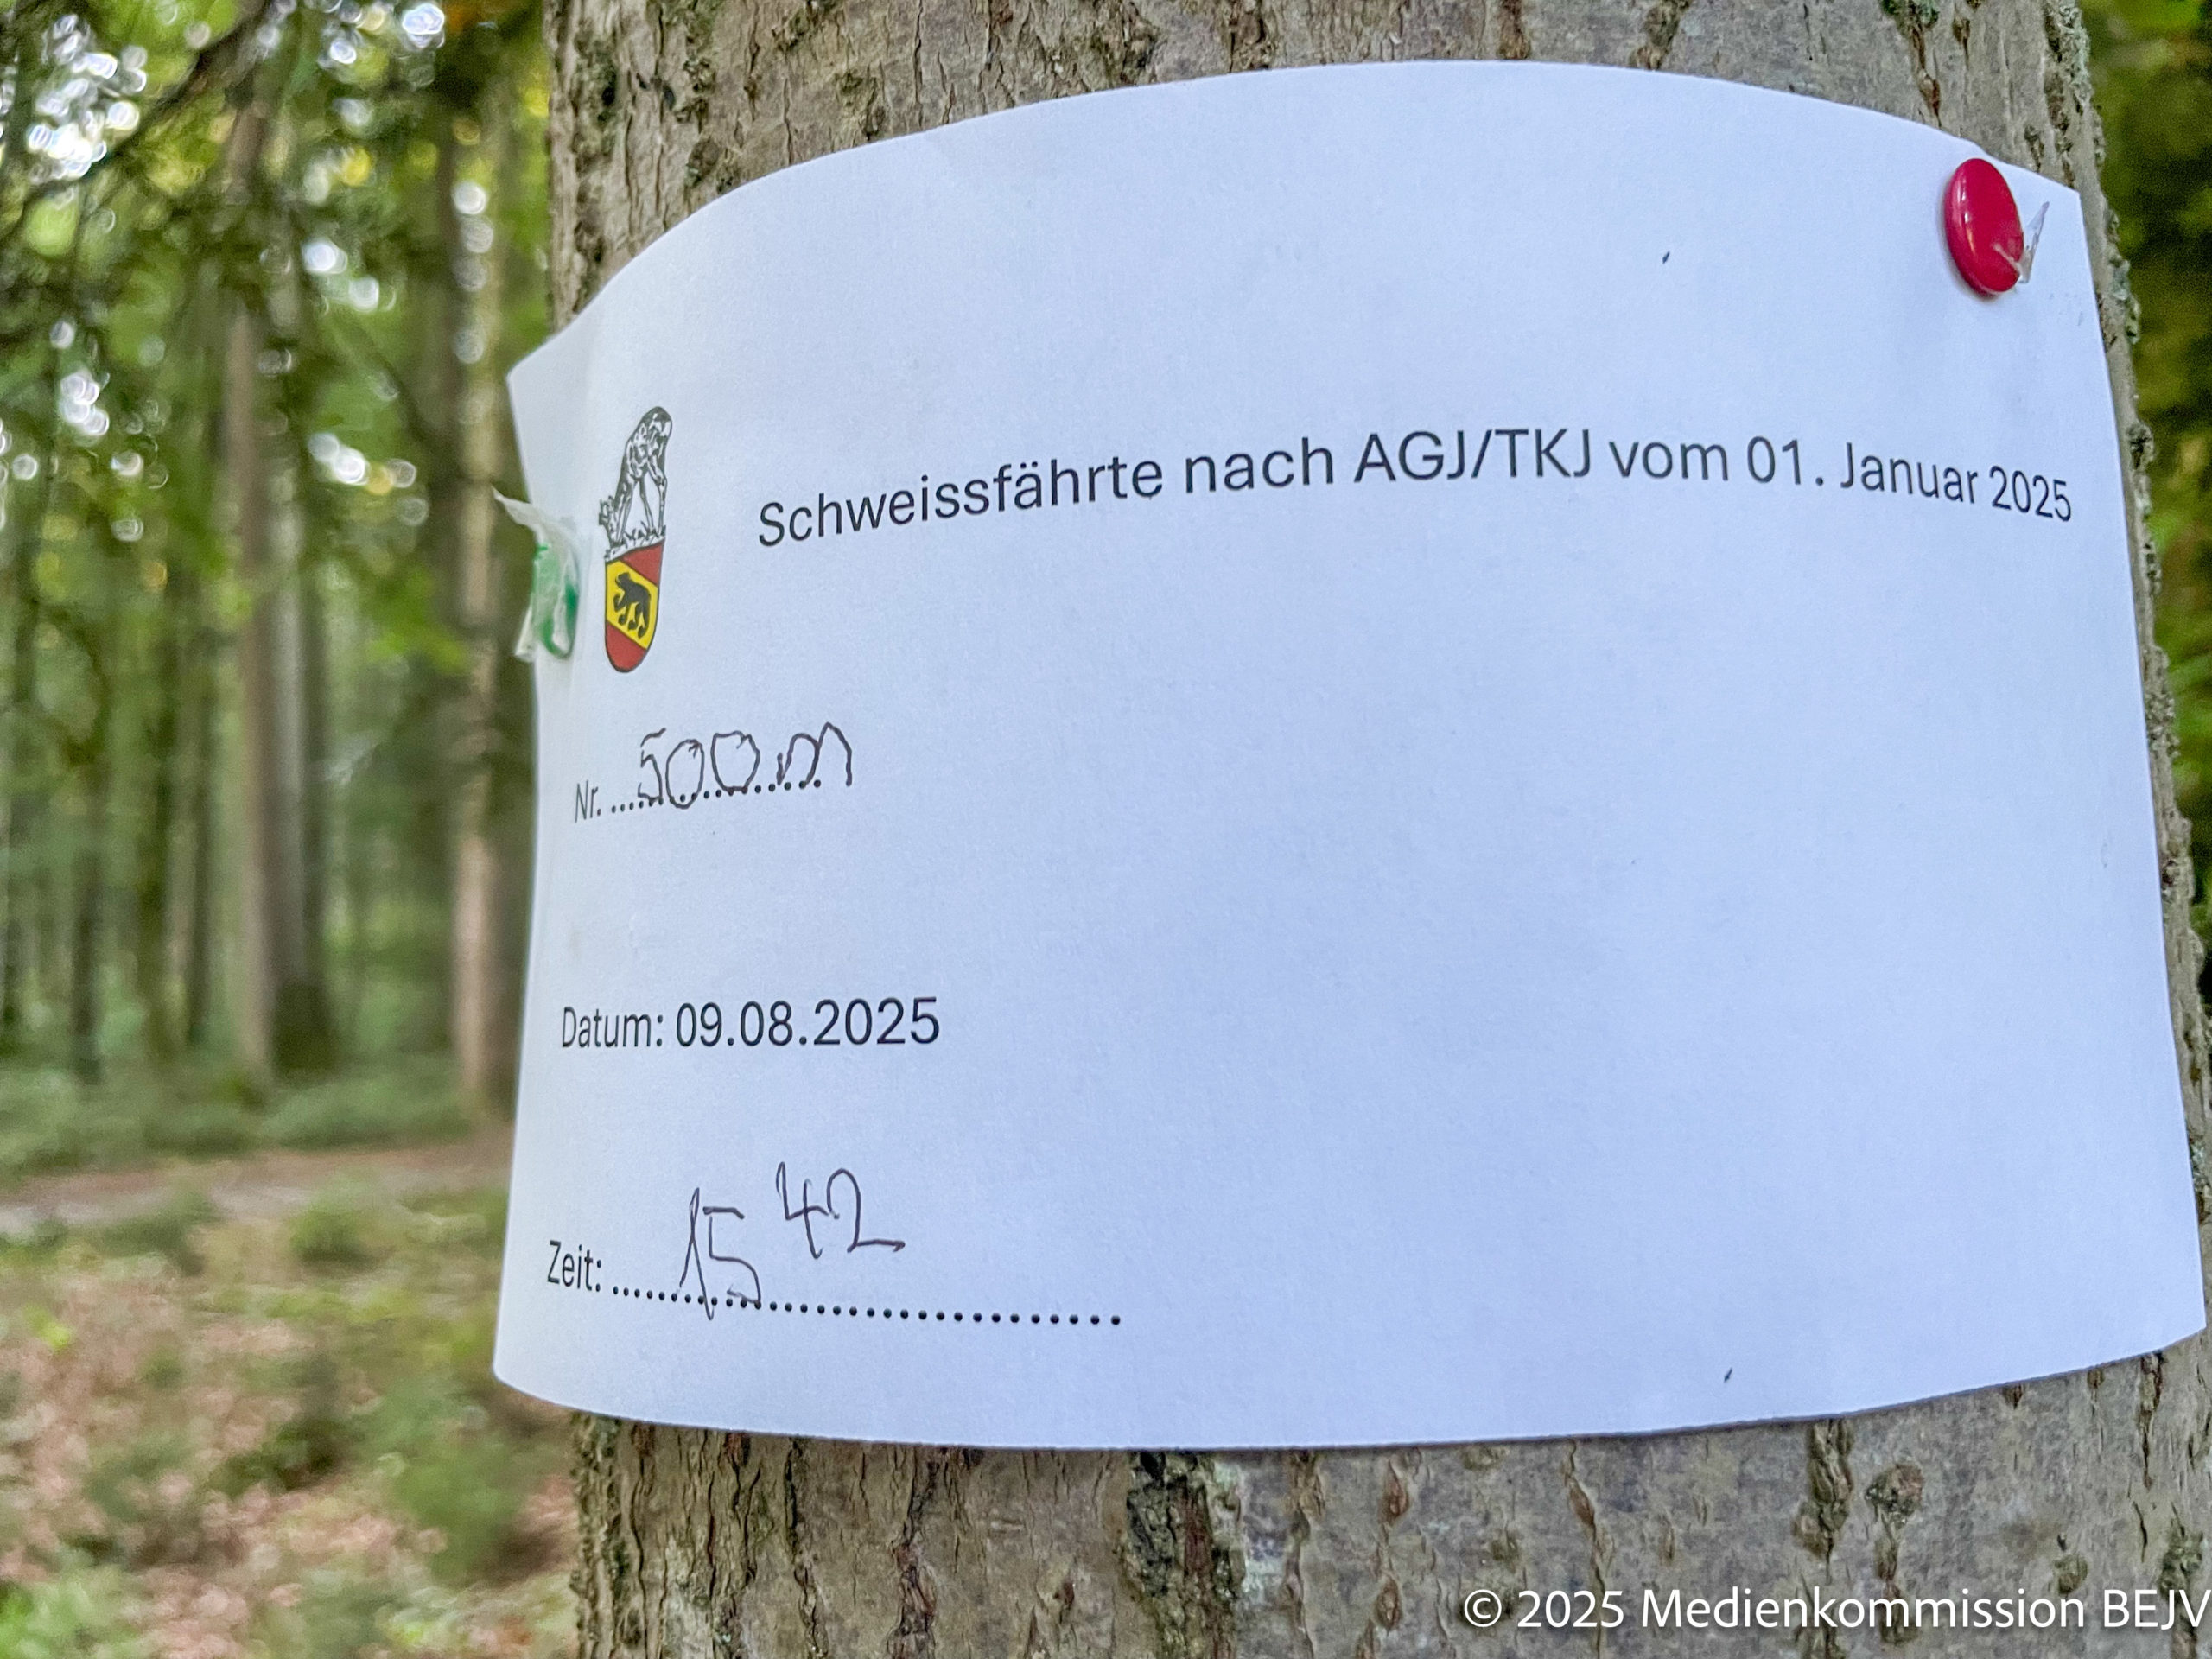 Schweissfährte nach AGJ/TKJ vom 01. Januar 2025
Nr. 500 m
Datum: 09.08.2025
Zeit: 15 42
© 2025 Medienkommission BEJV